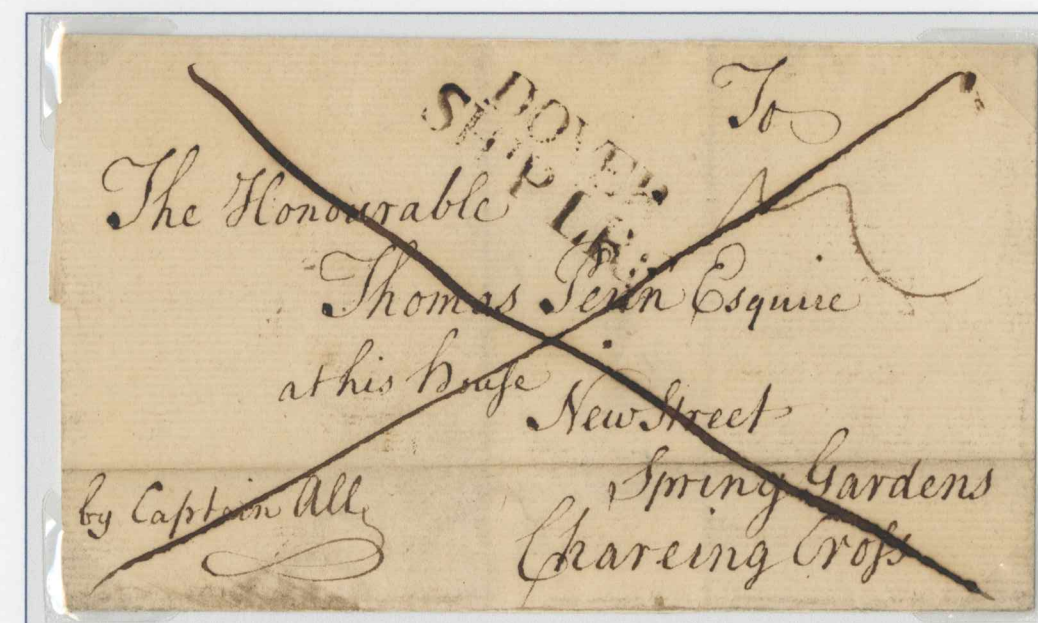 To
DOVER
SHIP LRE:
The Honourable
Thomas Penn Esquire
at his House
New Street
Spring Gardens
Chareing Cross
by Captain All